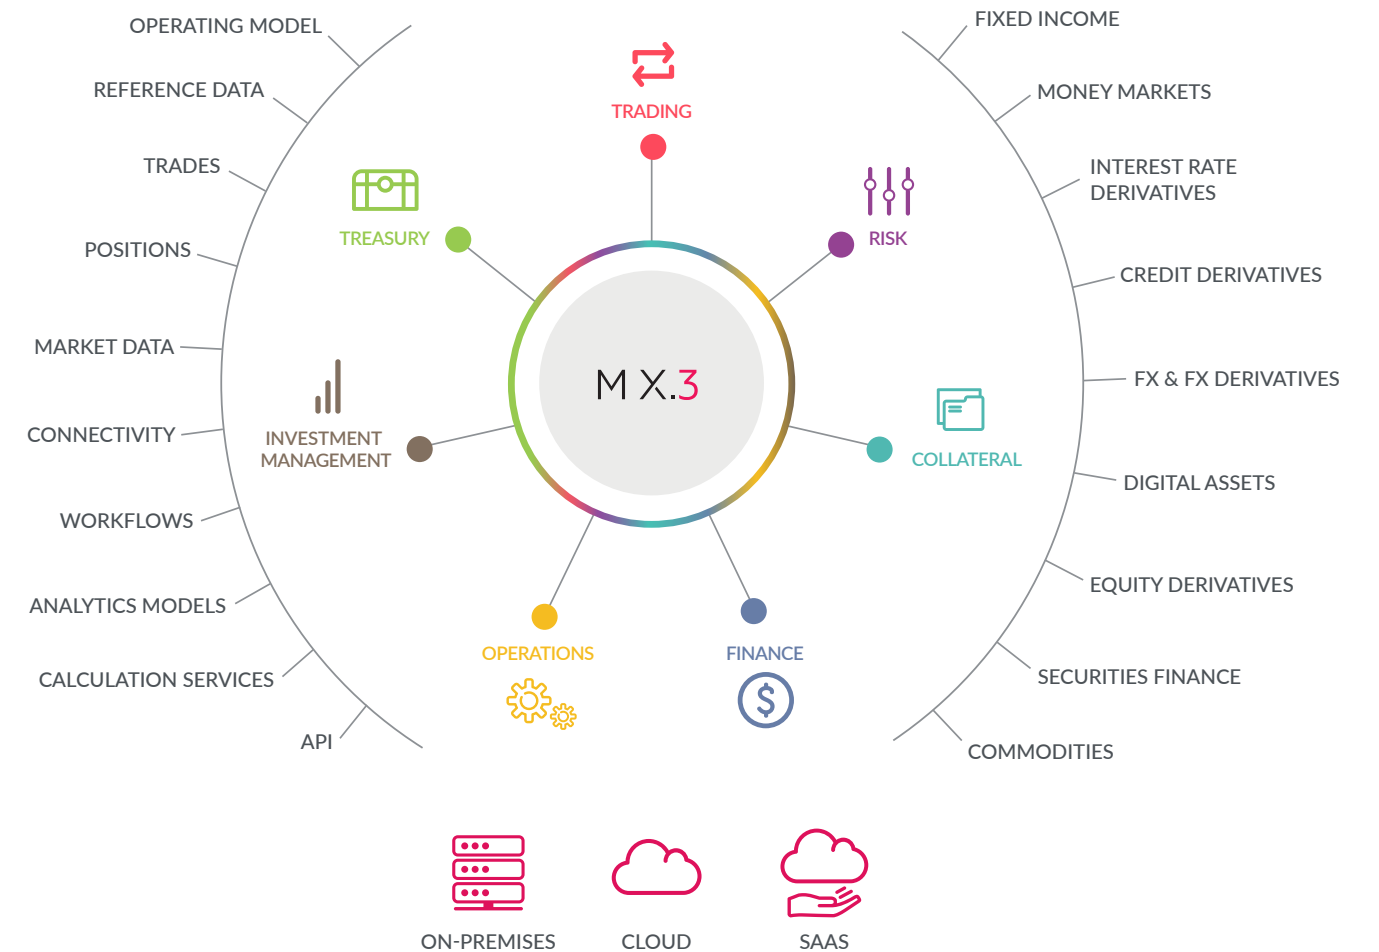 OPERATING MODEL
REFERENCE DATA
TRADES
POSITIONS
MARKET DATA
CONNECTIVITY
WORKFLOWS
ANALYTICS MODELS
CALCULATION SERVICES
API
TRADING
TREASURY
RISK
MX.3
INVESTMENT
MANAGEMENT
COLLATERAL
OPERATIONS
FINANCE
$
FIXED INCOME
MONEY MARKETS
INTEREST RATE
DERIVATIVES
CREDIT DERIVATIVES
FX & FX DERIVATIVES
DIGITAL ASSETS
EQUITY DERIVATIVES
SECURITIES FINANCE
COMMODITIES
ON-PREMISES
CLOUD
SAAS